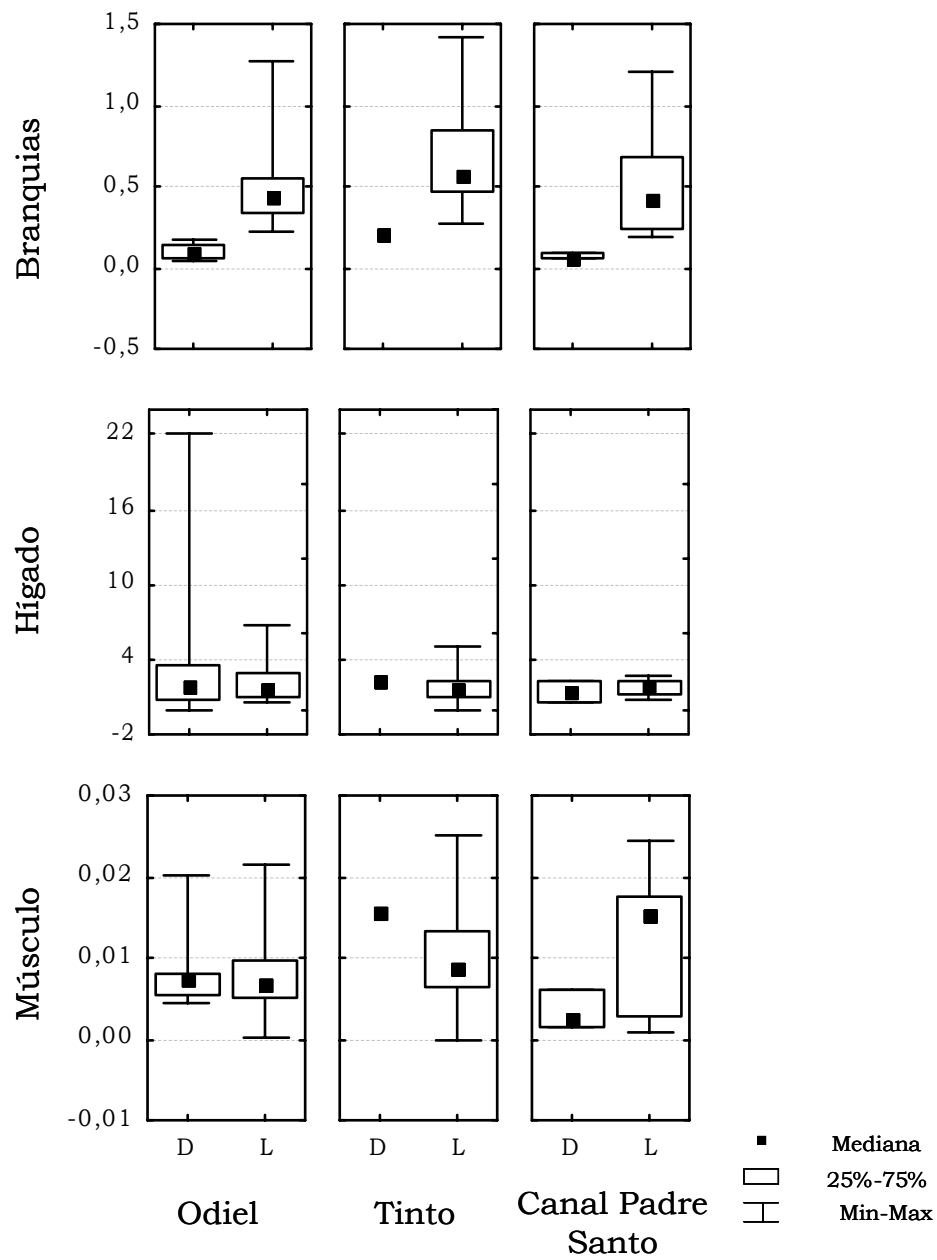 1,5
1,0
0,5
0,0
-0,5
Branquias
22
16
10
4
-2
Hígado
0,03
0,02
0,01
0,00
-0,01
Músculo
D L D L D L
Odiel Tinto Canal Padre
Santo
Mediana
25%-75%
Min-Max